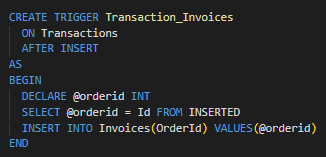 CREATE TRIGGER Transaction_Invoices
  ON Transactions
  AFTER INSERT
AS
BEGIN
  DECLARE @orderid INT
  SELECT @orderid = Id FROM INSERTED
  INSERT INTO Invoices(OrderId) VALUES(@orderid)
END